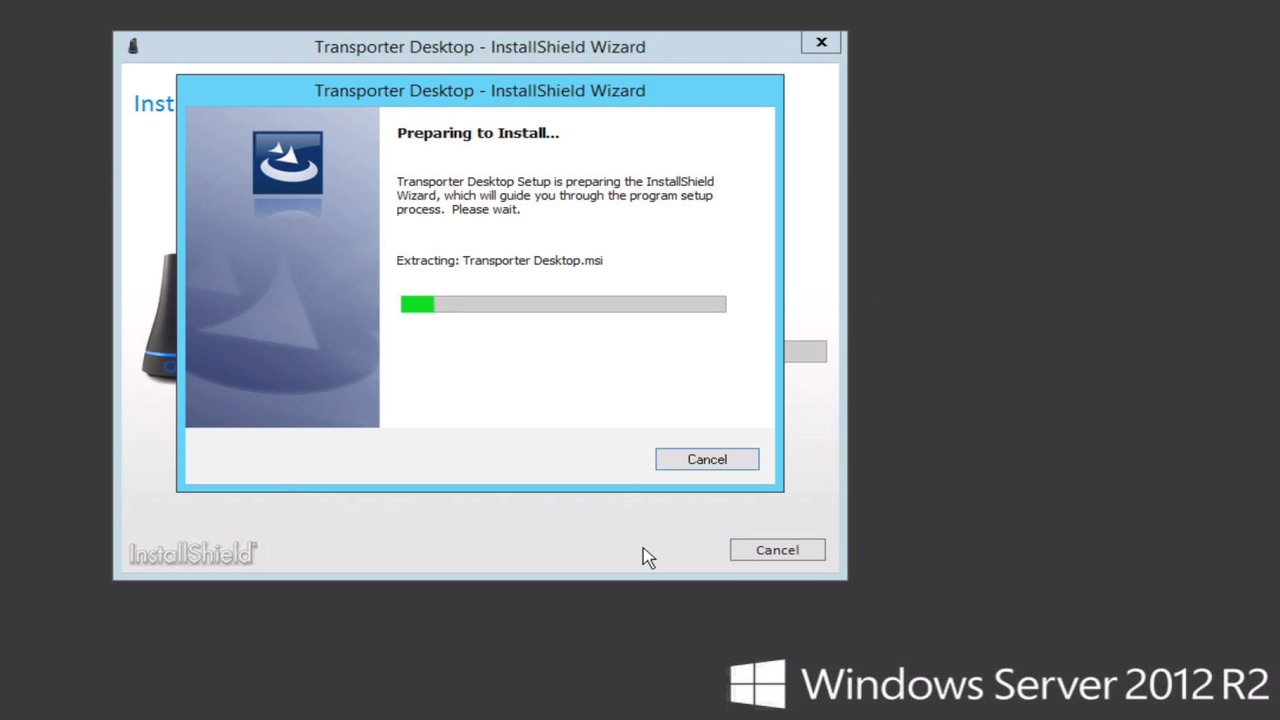 Transporter Desktop - InstallShield Wizard
Inst
Transporter Desktop - InstallShield Wizard
Preparing to Install...
Transporter Desktop Setup is preparing the InstallShield
Wizard, which will guide you through the program setup
process.  Please wait.
Extracting: Transporter Desktop.msi
Cancel
InstallShield
Cancel
Windows Server 2012 R2